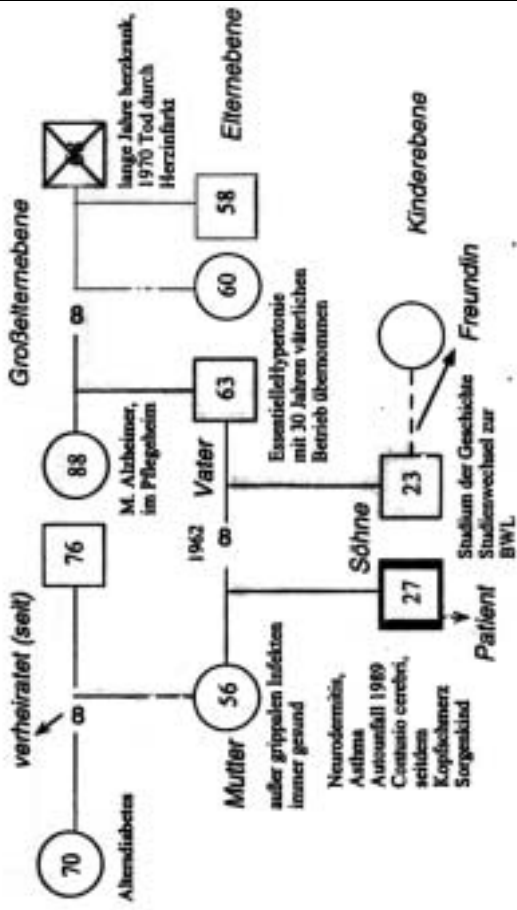 Großelternebene
verheiratet (seit)
70
∞
76
88
∞
Altersdiabetes
M. Alzheimer,
im Pflegeheim
lange Jahre herzkrank,
1970 Tod durch
Herzinfarkt
Elternebene
Vater
1962
∞
56
63
60
58
Mutter
außer grippalen Infekten
immer gesund
EssentielleHypertonie
mit 30 Jahren väterlichen
Betrieb übernommen
Kinderebene
Söhne
27
23
Neurodermitis,
Asthma
Autounfall 1989
Contusio cerebri,
seitdem
Kopfschmerz
Sorgenkind
Patient
Freundin
Studium der Geschichte
Studienwechsel zur
BWL